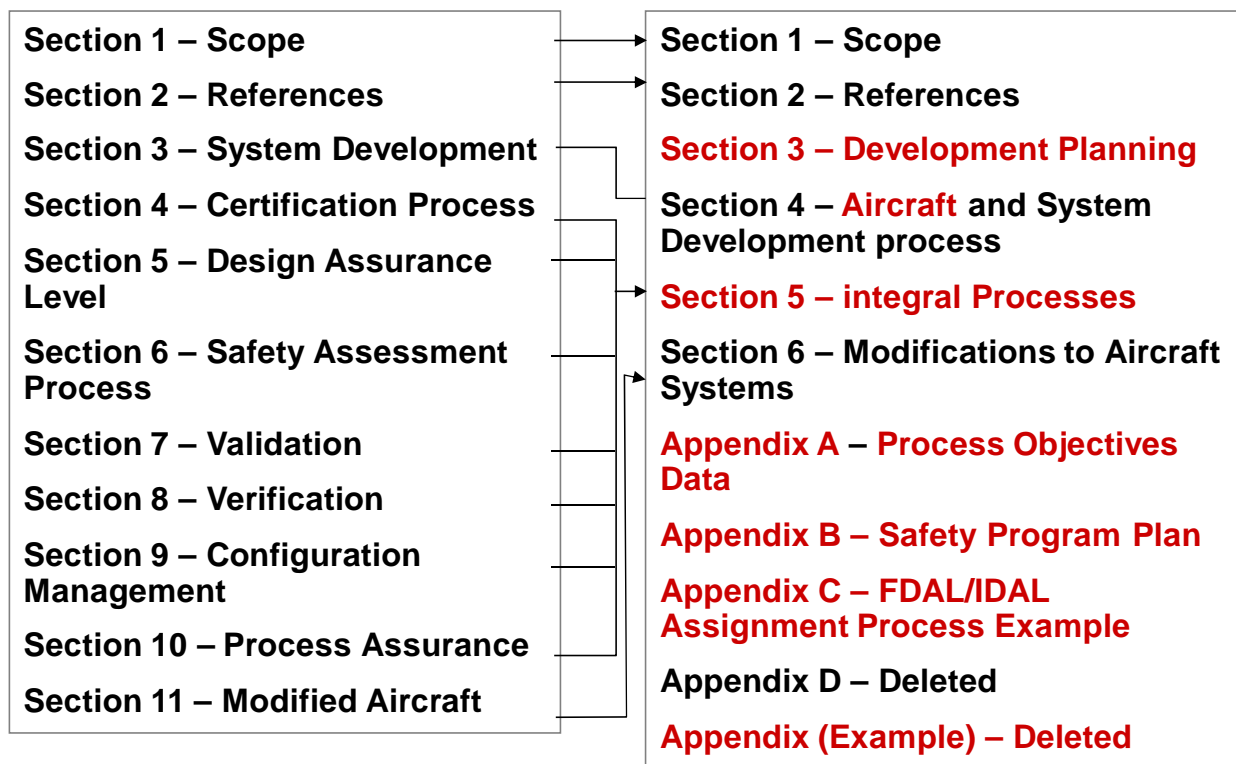 Section 1 – Scope
Section 2 – References
Section 3 – System Development
Section 4 – Certification Process
Section 5 – Design Assurance
Level
Section 6 – Safety Assessment
Process
Section 7 – Validation
Section 8 – Verification
Section 9 – Configuration
Management
Section 10 – Process Assurance
Section 11 – Modified Aircraft
Section 1 – Scope
Section 2 – References
Section 3 – Development Planning
Section 4 – Aircraft and System
Development process
Section 5 – integral Processes
Section 6 – Modifications to Aircraft
Systems
Appendix A – Process Objectives
Data
Appendix B – Safety Program Plan
Appendix C – FDAL/IDAL
Assignment Process Example
Appendix D – Deleted
Appendix (Example) – Deleted